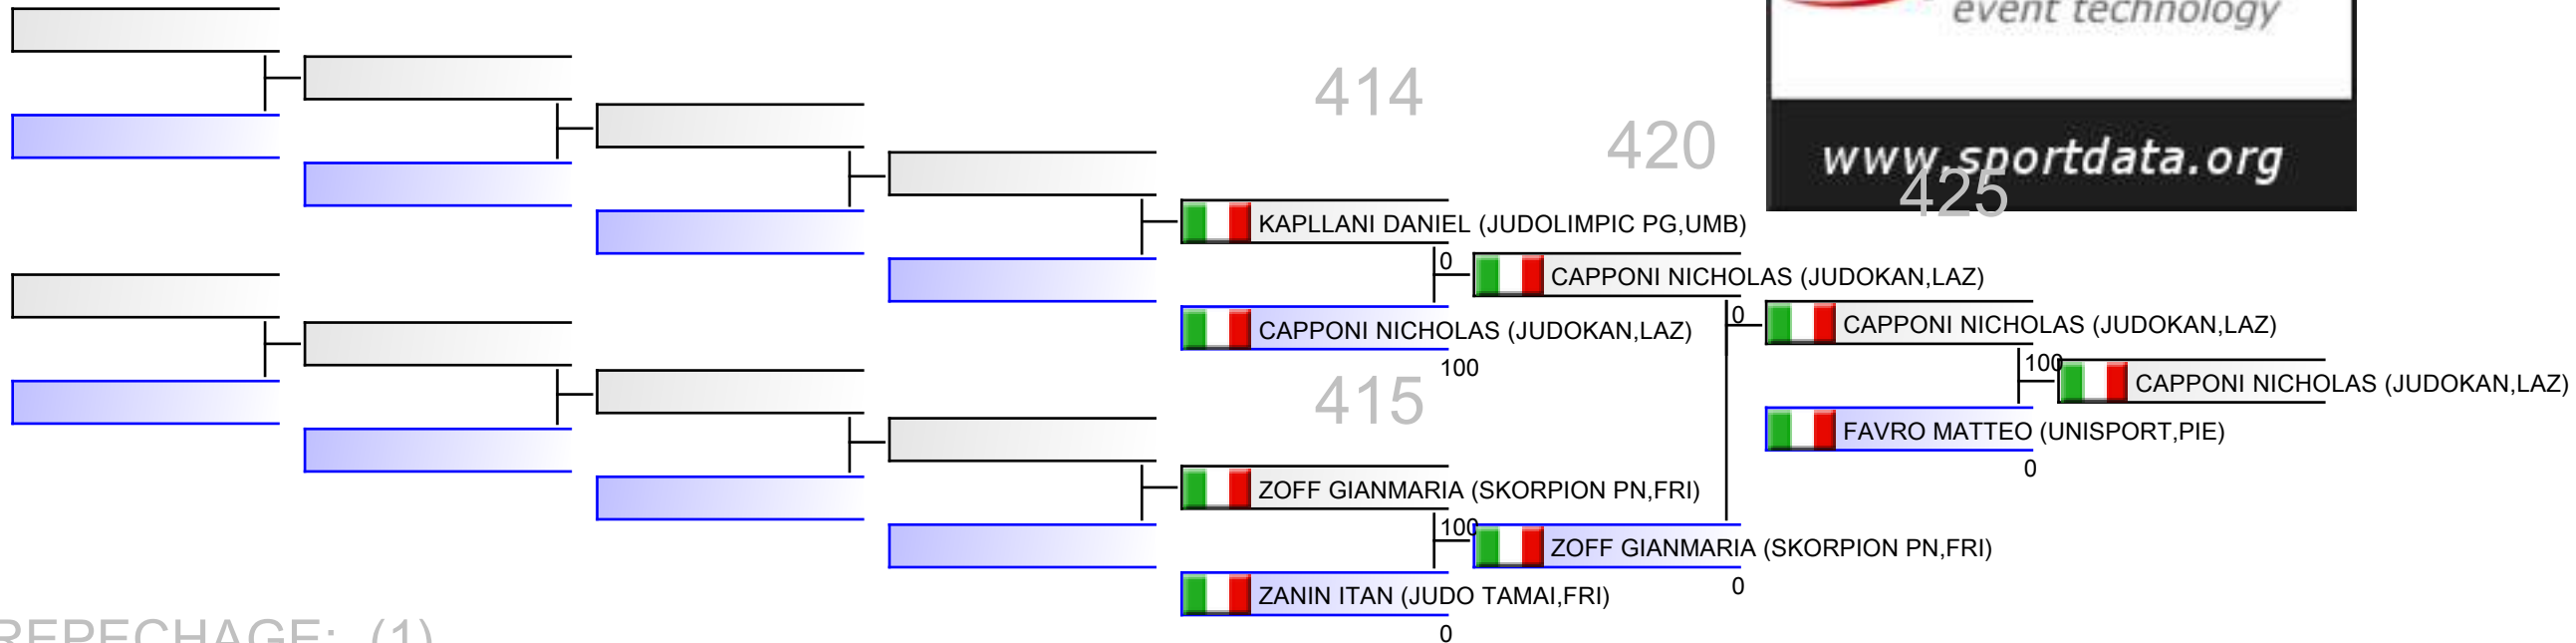 event technology
www.sportdata.org
414
420
425
KAPLLANI DANIEL (JUDOLIMPIC PG,UMB)
0
CAPPONI NICHOLAS (JUDOKAN,LAZ)
CAPPONI NICHOLAS (JUDOKAN,LAZ)
100
0
CAPPONI NICHOLAS (JUDOKAN,LAZ)
100
CAPPONI NICHOLAS (JUDOKAN,LAZ)
FAVRO MATTEO (UNISPORT,PIE)
0
415
ZOFF GIANMARIA (SKORPION PN,FRI)
100
ZOFF GIANMARIA (SKORPION PN,FRI)
0
ZANIN ITAN (JUDO TAMAI,FRI)
0
REPECHAGE: (1)